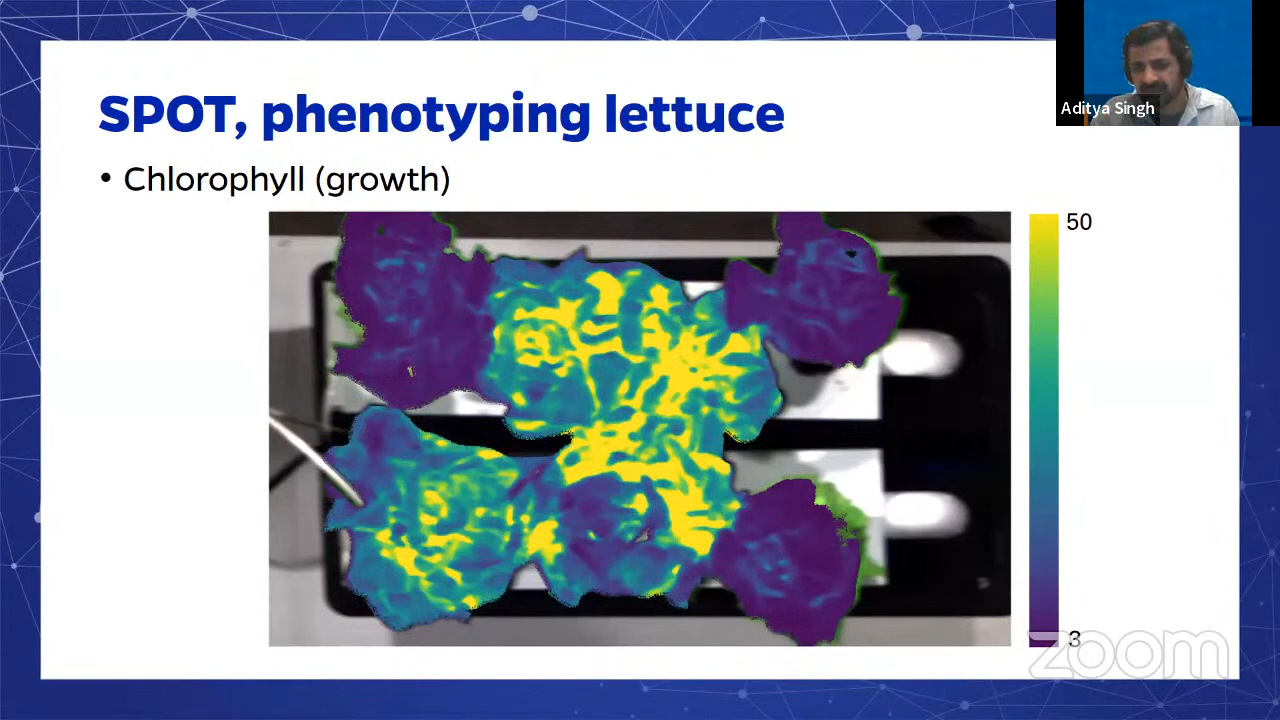 SPOT, phenotyping lettuce
Aditya Singh
• Chlorophyll (growth)
50
3
zoom